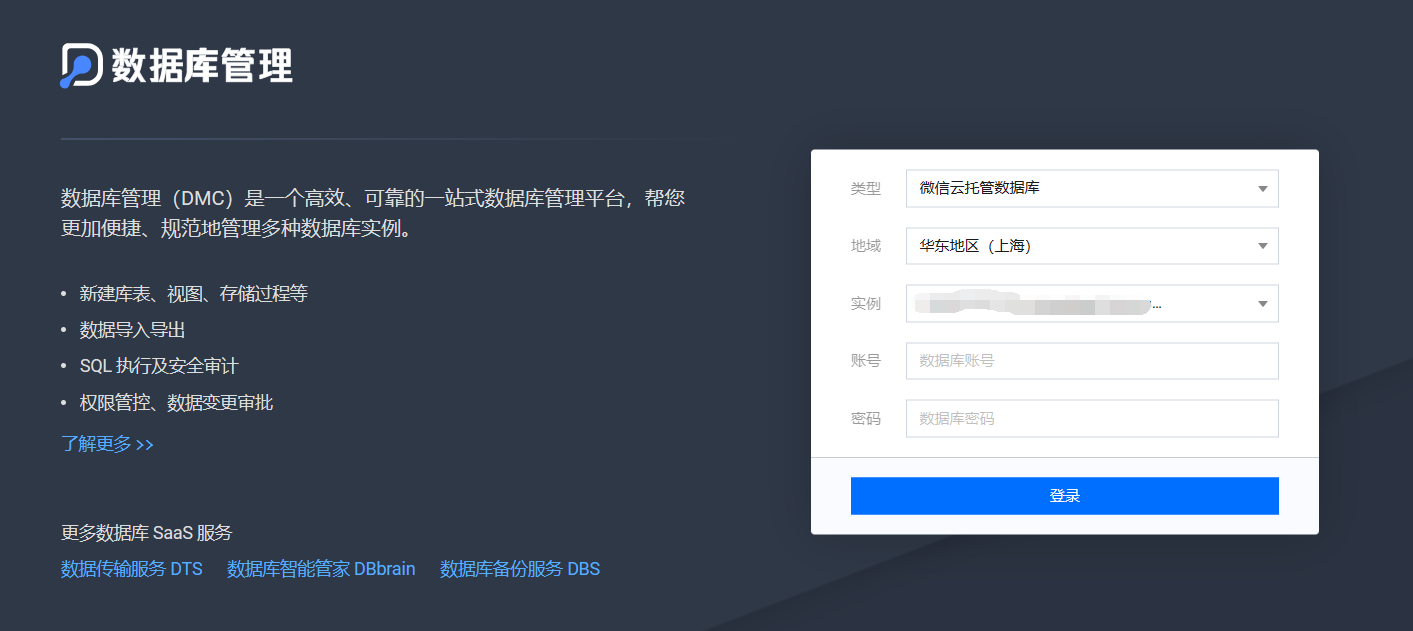 数据库管理
数据库管理（DMC）是一个高效、可靠的一站式数据库管理平台，帮您
更加便捷、规范地管理多种数据库实例。
• 新建库表、视图、存储过程等
• 数据导入导出
• SQL 执行及安全审计
• 权限管控、数据变更审批
了解更多 >>
更多数据库 SaaS 服务
数据传输服务 DTS 数据库智能管家 DBbrain 数据库备份服务 DBS
类型 微信云托管数据库
地域 华东地区（上海）
实例 ...
账号 数据库账号
密码 数据库密码
登录